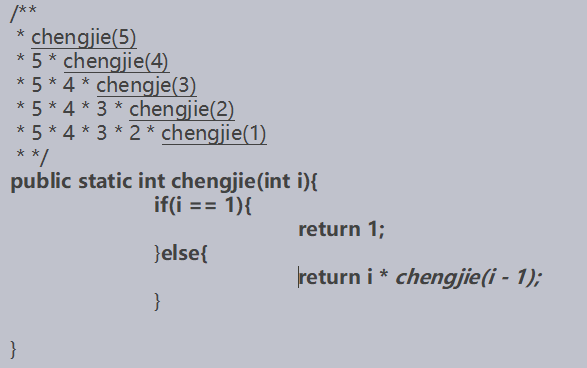 /**
* chengjie(5)
* 5 * chengjie(4)
* 5 * 4 * chengje(3)
* 5 * 4 * 3 * chengjie(2)
* 5 * 4 * 3 * 2 * chengjie(1)
* */
public static int chengjie(int i){
if(i == 1){
return 1;
}else{
return i * chengjie(i - 1);
}
}